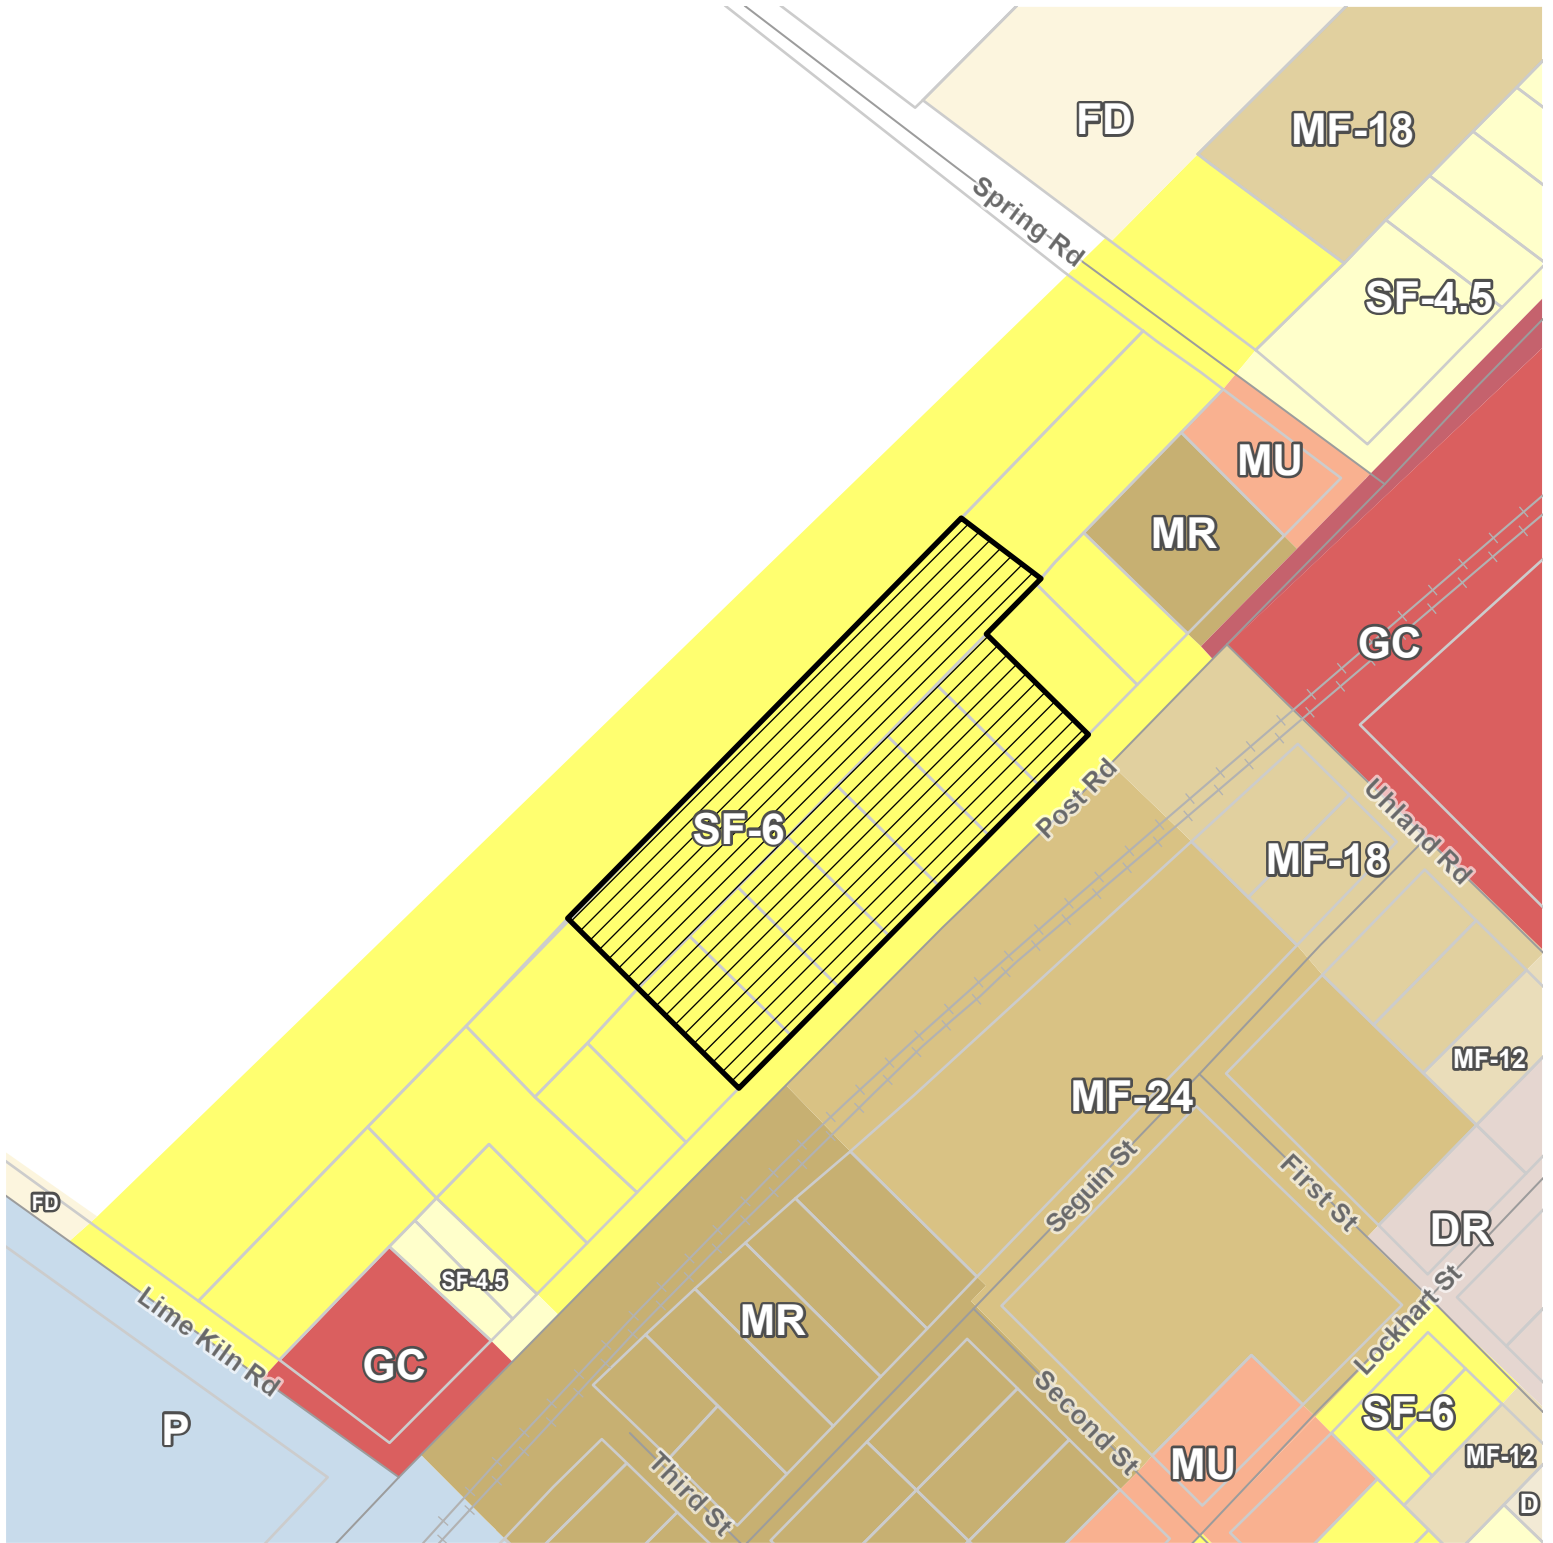 FD
MF-18
Spring Rd
SF-4.5
MU
MR
GC
Post Rd
Uhland Rd
SF-6
MF-18
MF-12
MF-24
Seguin St
First St
FD
DR
SF-4.5
Lime Kiln Rd
MR
Lockhart St
GC
Second St
SF-6
P
MU
MF-12
Third St
D